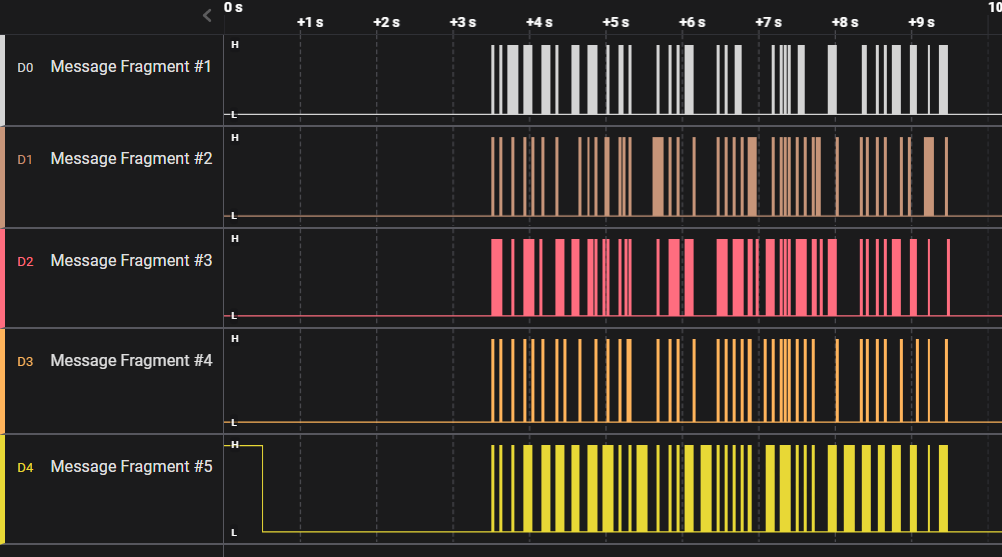 0 s
10
+1 s +2 s +3 s +4 s +5 s +6 s +7 s +8 s +9 s
D0 Message Fragment #1
H
L
D1 Message Fragment #2
H
L
D2 Message Fragment #3
H
L
D3 Message Fragment #4
H
L
D4 Message Fragment #5
H
L